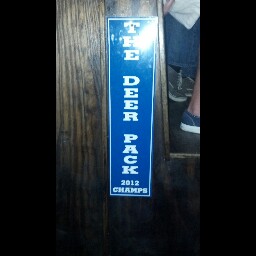 THE DEER PACK
2012
CHAMPS